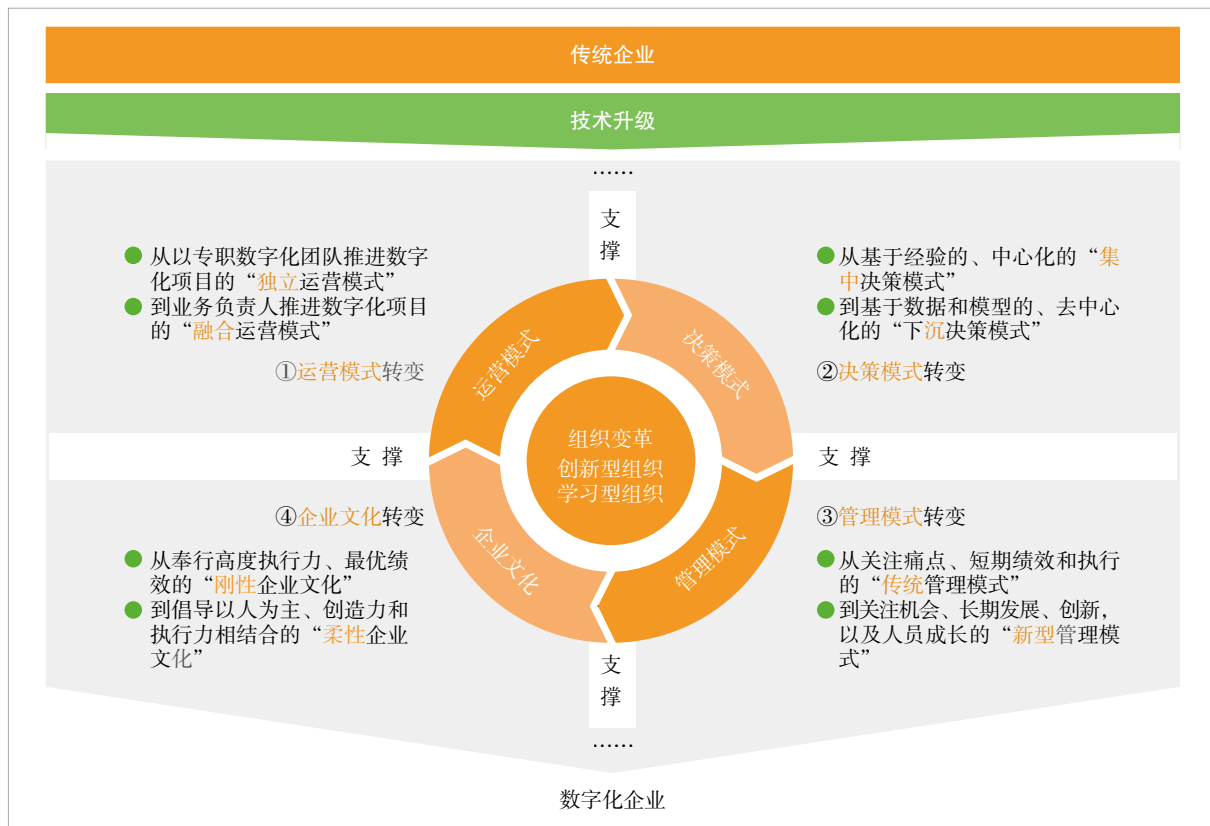 传统企业
技术升级
……
支
撑
从以专职数字化团队推进数字
化项目的“独立运营模式”
到业务负责人推进数字化项目
的“融合运营模式”
①运营模式转变
从基于经验的、中心化的“集
中决策模式”
到基于数据和模型的、去中心
化的“下沉决策模式”
②决策模式转变
运营模式
决策模式
组织变革
创新型组织
学习型组织
支撑
支撑
企业文化
管理模式
④企业文化转变
从奉行高度执行力、最优绩
效的“刚性企业文化”
到倡导以人为主、创造力和
执行力相结合的“柔性企业
文化”
③管理模式转变
从关注痛点、短期绩效和执行
的“传统管理模式”
到关注机会、长期发展、创新，
以及人员成长的“新型管理模
式”
支
撑
……
数字化企业